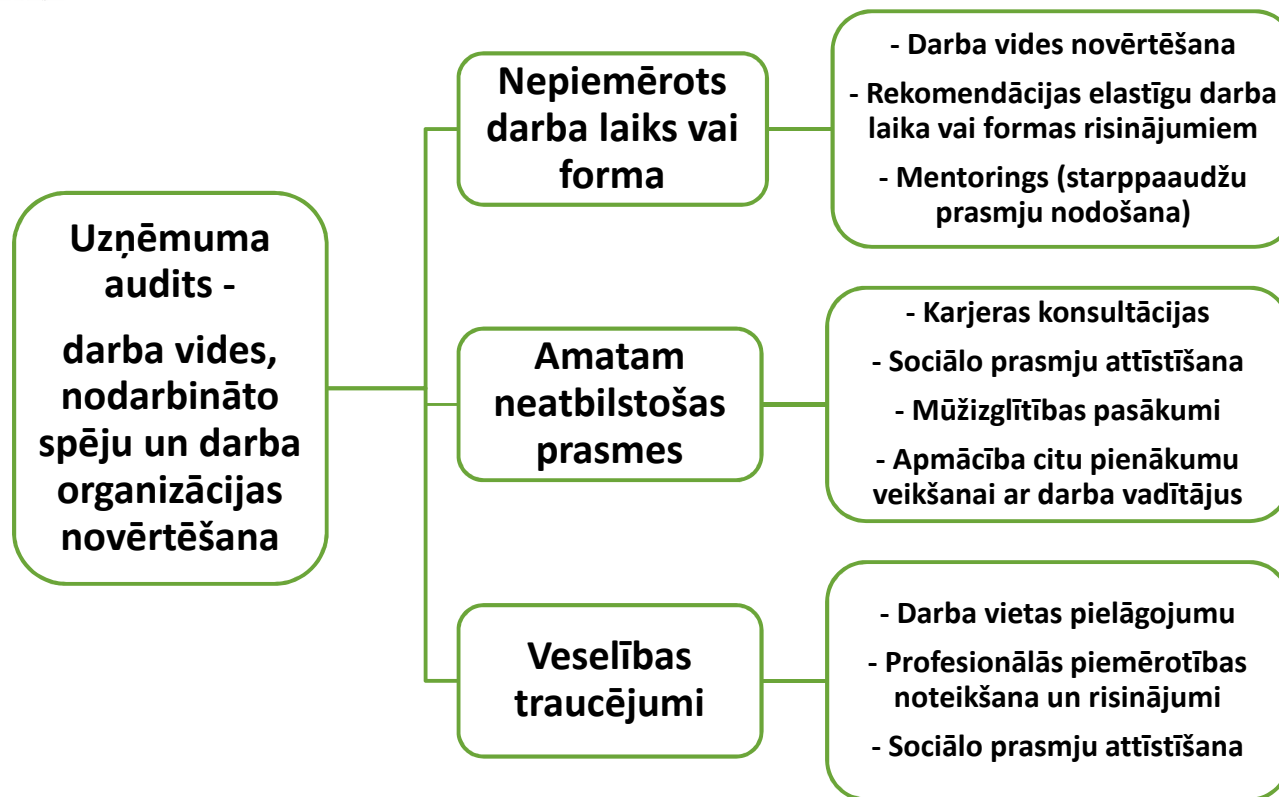 Uzņēmuma
audits -
darba vides,
nodarbināto
spēju un darba
organizācijas
novērtēšana
Nepiemērots
darba laiks vai
forma
- Darba vides novērtēšana
- Rekomendācijas elastīgu darba
laika vai formas risinājumiem
- Mentorings (starppaaudžu
prasmju nodošana)
Amatam
neatbilstošas
prasmes
- Karjeras konsultācijas
- Sociālo prasmju attīstīšana
- Mūžizglītības pasākumi
- Apmācība citu pienākumu
veikšanai ar darba vadītājus
Veselības
traucējumi
- Darba vietas pielāgojumu
- Profesionālās piemērotības
noteikšana un risinājumi
- Sociālo prasmju attīstīšana